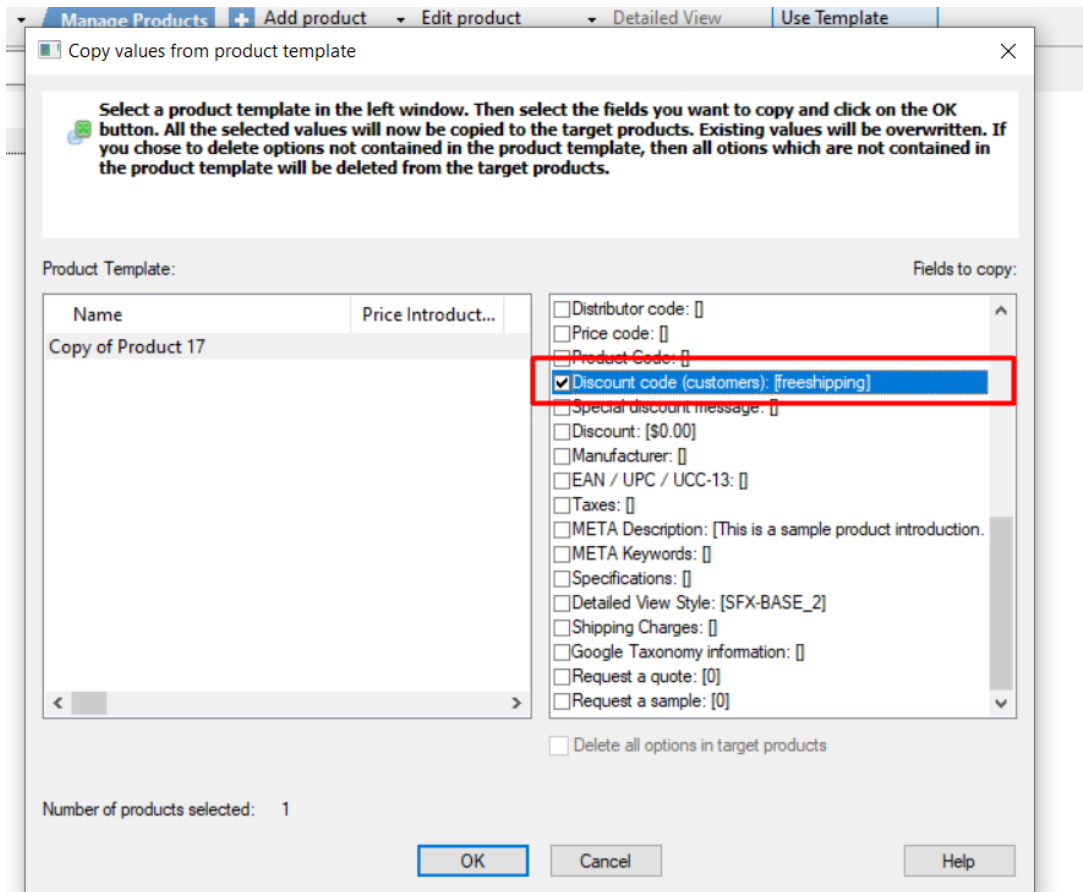 Manage Products Add product Edit product Detailed View Use Template
Copy values from product template
Select a product template in the left window. Then select the fields you want to copy and click on the OK
button. All the selected values will now be copied to the target products. Existing values will be overwritten. If
you chose to delete options not contained in the product template, then all otions which are not contained in
the product template will be deleted from the target products.
Product Template:
Fields to copy:
Name Price Introduct...
Copy of Product 17
Distributor code: []
Price code: []
Product Code: []
Discount code (customers): [freeshipping]
Special discount message: []
Discount: [$0.00]
Manufacturer: []
EAN / UPC / UCC-13: []
Taxes: []
META Description: [This is a sample product introduction.
META Keywords: []
Specifications: []
Detailed View Style: [SFX-BASE_2]
Shipping Charges: []
Google Taxonomy information: []
Request a quote: [0]
Request a sample: [0]
Delete all options in target products
Number of products selected: 1
OK Cancel Help